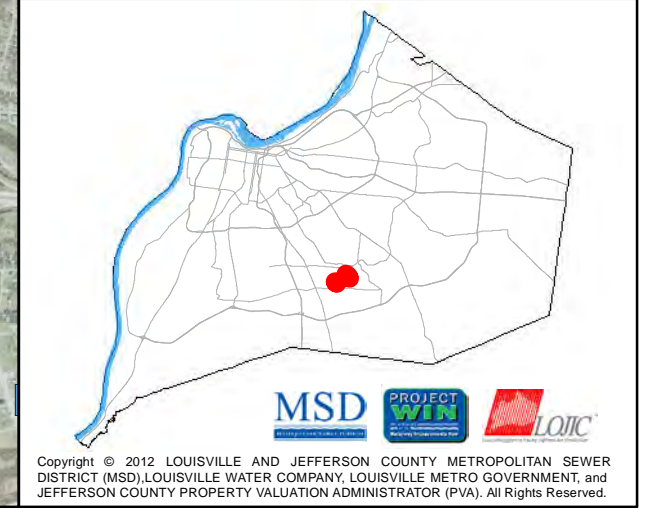 MSD
PROJECT
WIN
LOJIC
Copyright © 2012 LOUISVILLE AND JEFFERSON COUNTY METROPOLITAN SEWER
DISTRICT (MSD),LOUISVILLE WATER COMPANY, LOUISVILLE METRO GOVERNMENT, and
JEFFERSON COUNTY PROPERTY VALUATION ADMINISTRATOR (PVA). All Rights Reserved.